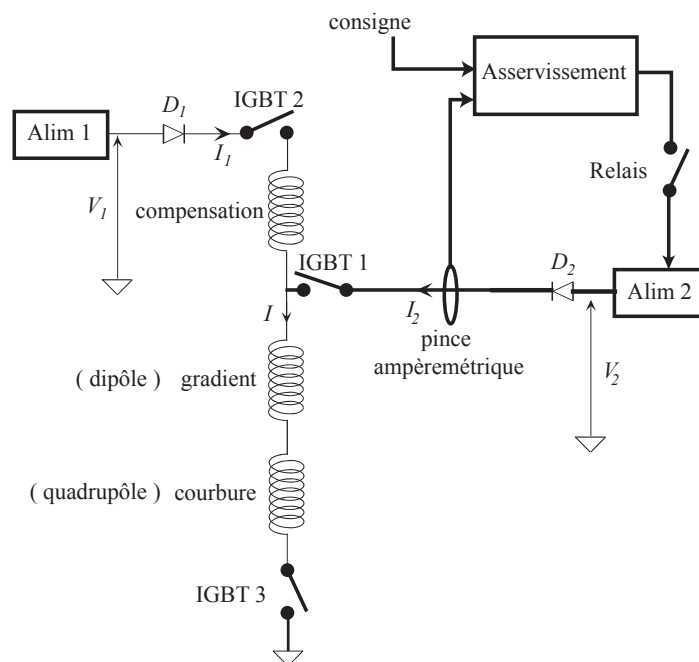 consigne
Asservissement
IGBT 2
D1
Alim 1
I1
Relais
V1
compensation
IGBT 1
D2
Alim 2
I
I2
pince
ampèremétrique
V2
( dipôle ) gradient
( quadrupôle ) courbure
IGBT 3